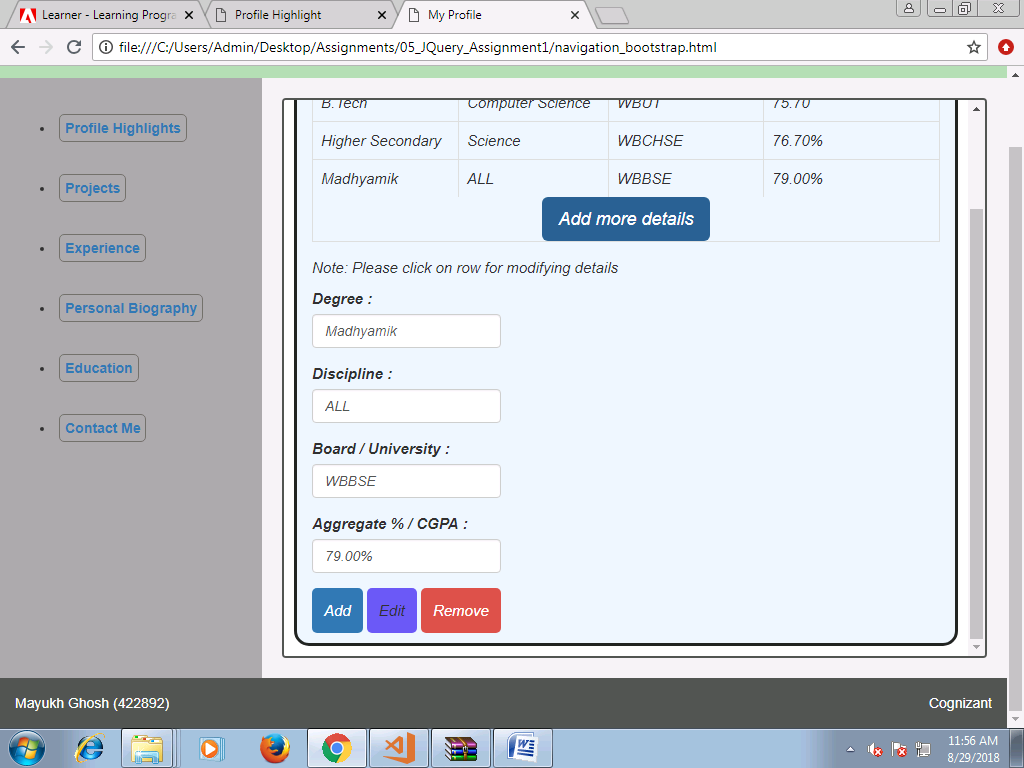 Learner - Learning Progra
Profile Highlight
My Profile
file:///C:/Users/Admin/Desktop/Assignments/05_JQuery_Assignment1/navigation_bootstrap.html
Profile Highlights
Projects
Experience
Personal Biography
Education
Contact Me
B.Tech Computer Science WBUT 75.70
Higher Secondary Science WBCHSE 76.70%
Madhyamik ALL WBBSE 79.00%
Add more details
Note: Please click on row for modifying details
Degree :
Madhyamik
Discipline :
ALL
Board / University :
WBBSE
Aggregate % / CGPA :
79.00%
Add Edit Remove
Mayukh Ghosh (422892)
Cognizant
11:56 AM
8/29/2018